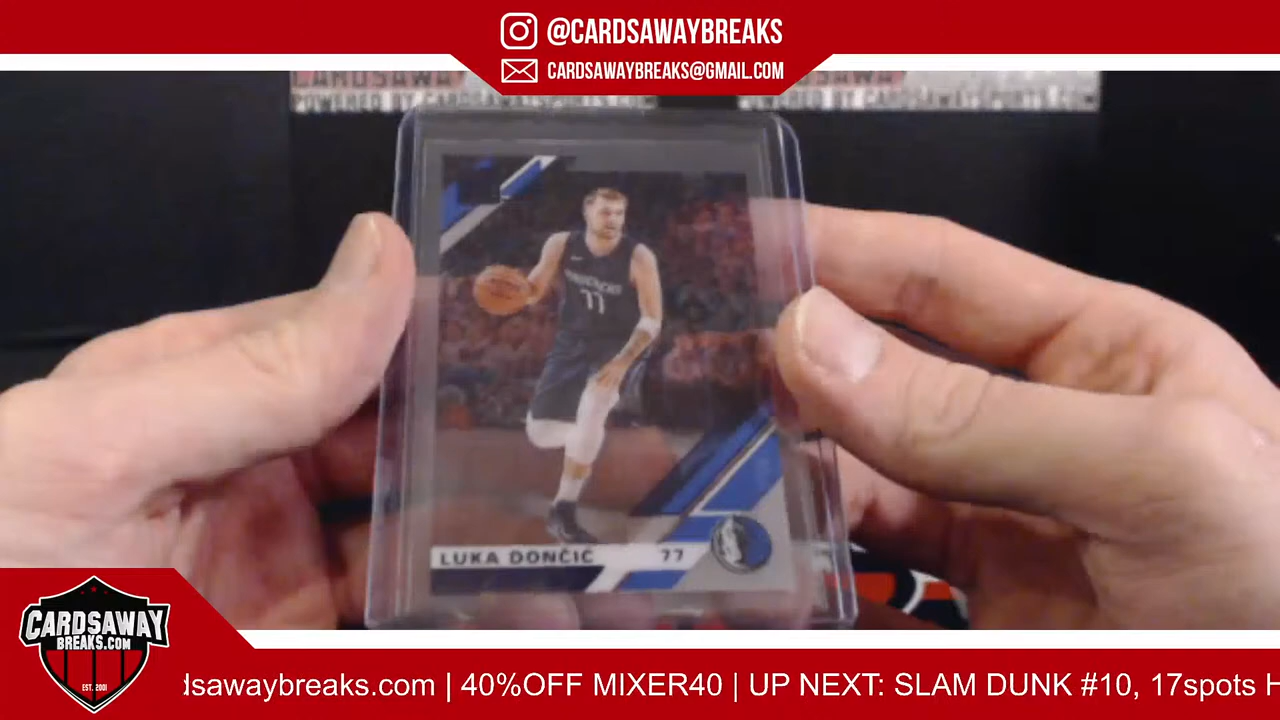 @CARDSAWAYBREAKS
CARDSAWAYBREAKS@GMAIL.COM
77
LUKA DONČIĆ 77
CARDSAWAY
BREAKS.COM
EST. 2001
dsawaybreaks.com | 40%OFF MIXER40 | UP NEXT: SLAM DUNK #10, 17spots H